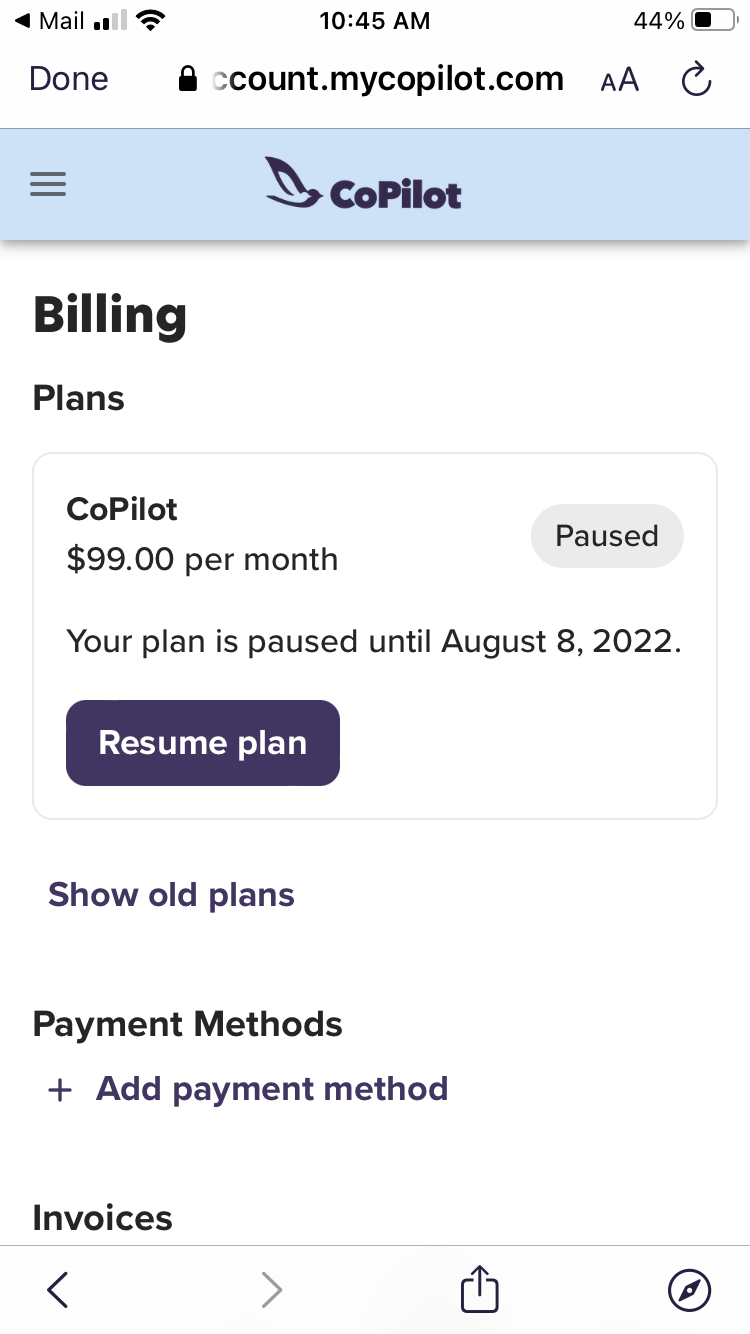 Mail
10:45 AM
44%
Done
ccount.mycopilot.com
AA
CoPilot
Billing
Plans
CoPilot
$99.00 per month
Paused
Your plan is paused until August 8, 2022.
Resume plan
Show old plans
Payment Methods
+ Add payment method
Invoices